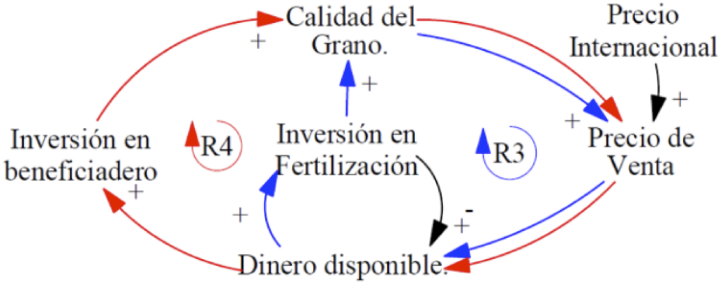 Calidad del
Grano.
Precio
Internacional
+
+
+
+
Inversión en
beneficiadero
R4
Inversión en
Fertilización
R3
Precio de
Venta
+
+
-
+
Dinero disponible.